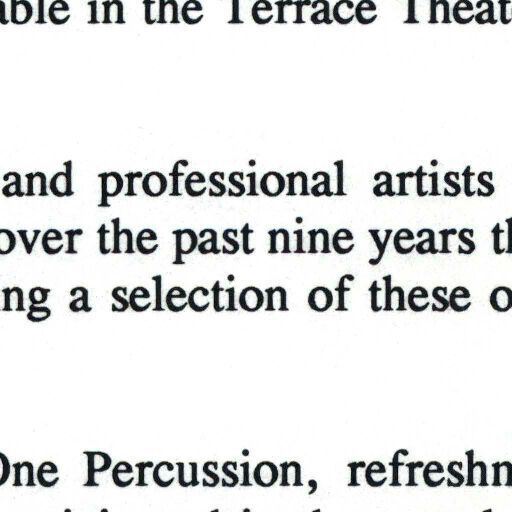 able in the Terrace Theat
and professional artists
over the past nine years th
ng a selection of these o
One Percussion, refreshn